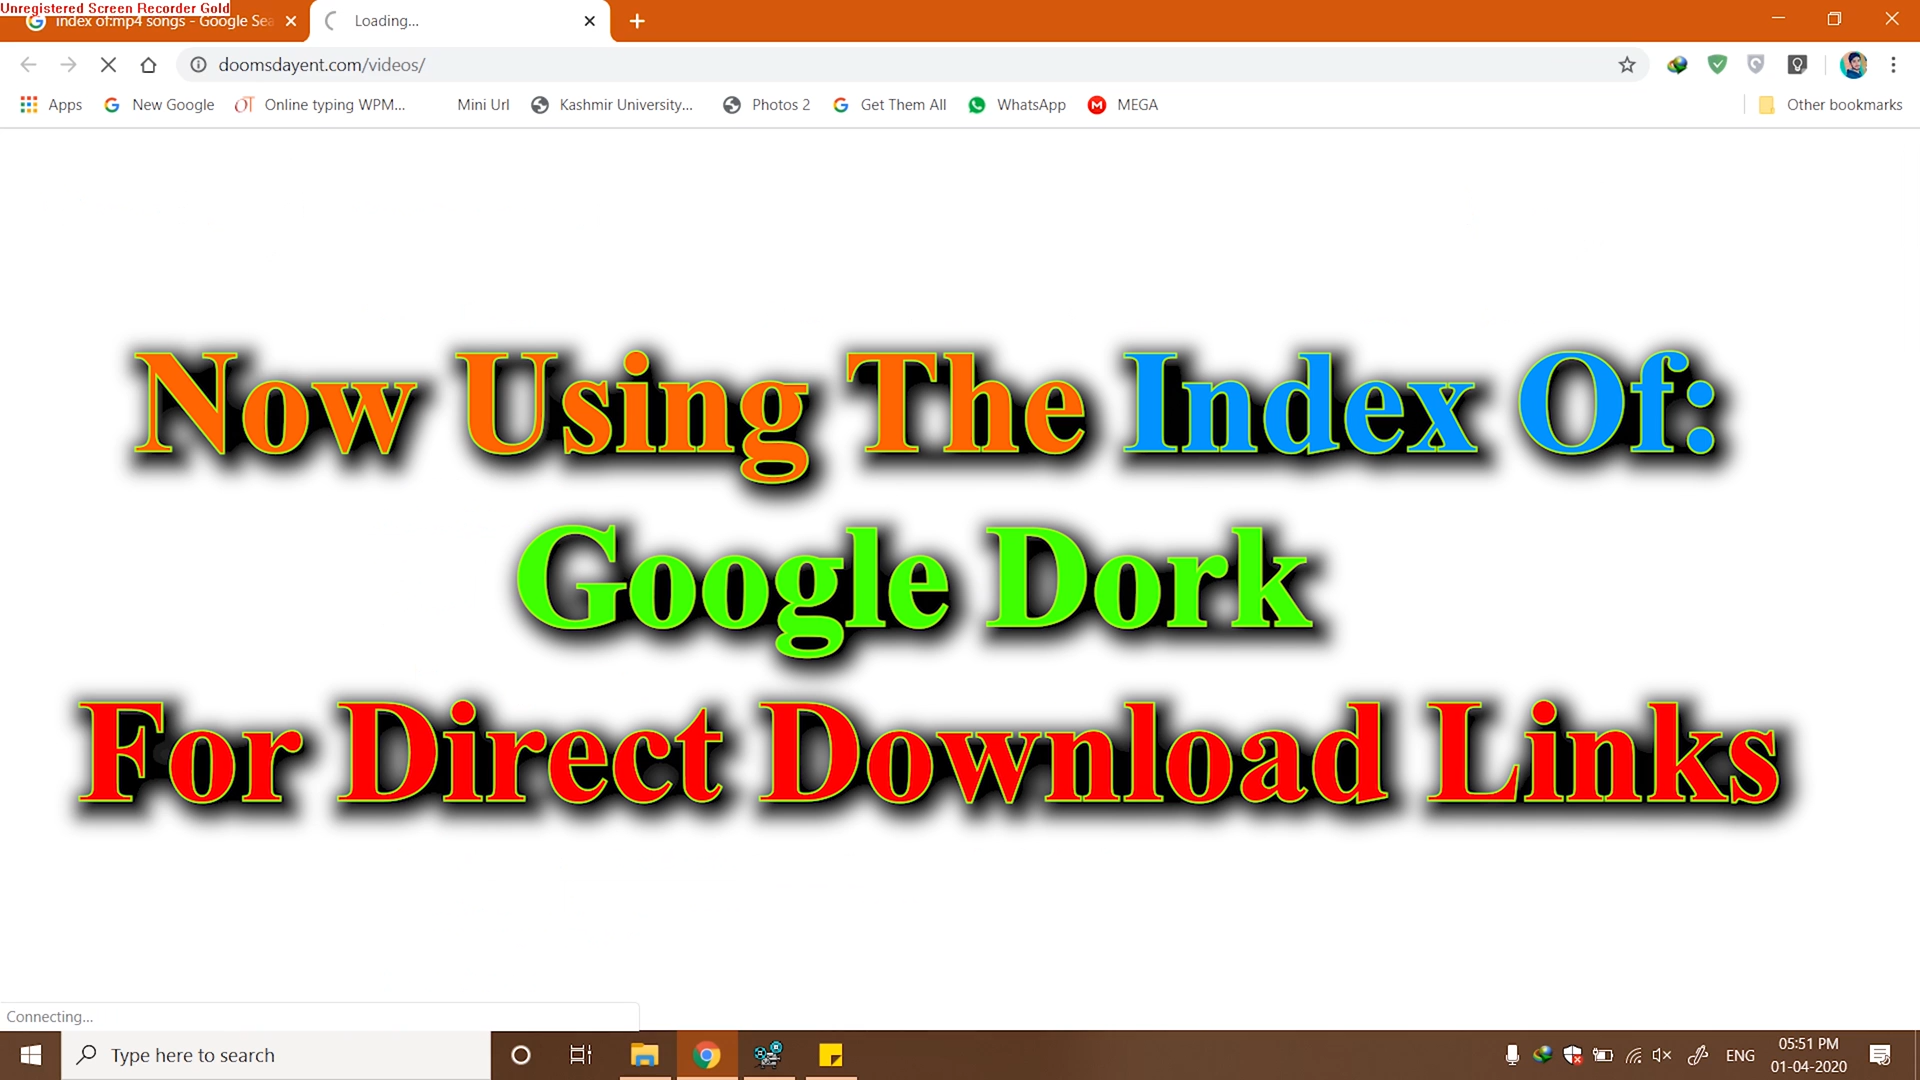 Unregistered Screen Recorder Gold
index of:mp4 songs - Google Sea
Loading...
doomsdayent.com/videos/
Apps New Google Online typing WPM... Mini Url Kashmir University... Photos 2 Get Them All WhatsApp MEGA Other bookmarks
Now Using The Index Of:
Google Dork
For Direct Download Links
Connecting...
Type here to search
ENG
05:51 PM
01-04-2020